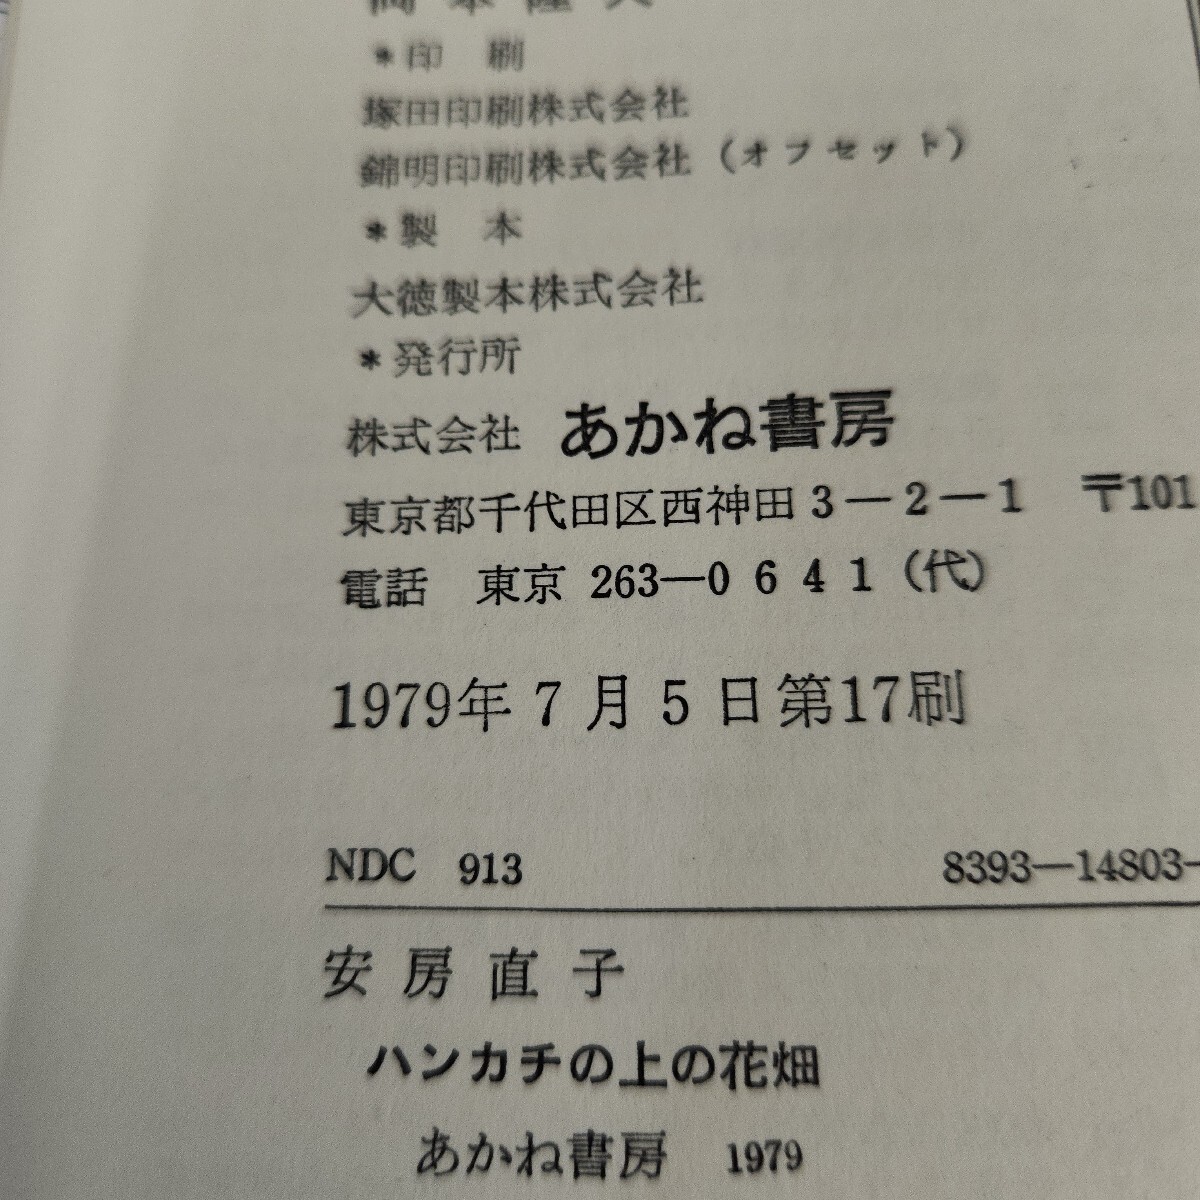 ＊印　刷
塚田印刷株式会社
錦明印刷株式会社（オフセット）
＊製　本
大徳製本株式会社
＊発行所
株式会社　あかね書房
東京都千代田区西神田3－2－1　〒101
電話　東京 263―0641（代）
1979年7月5日第17刷
NDC　913　8393―14803―
安房直子
ハンカチの上の花畑
あかね書房　1979